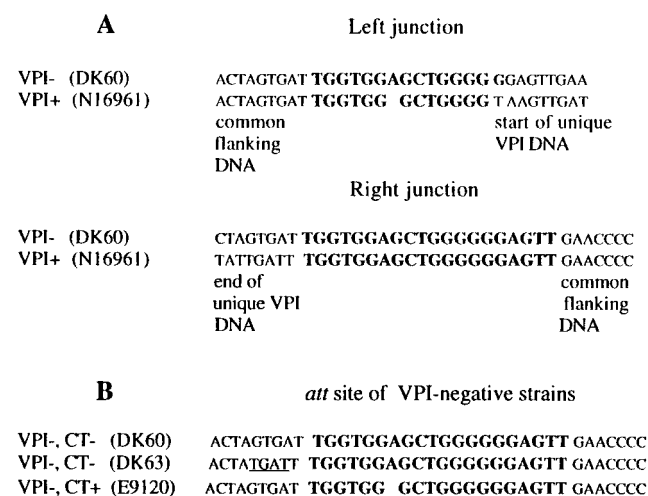 A Left junction
VPI- (DK60) ACTAGTGAT TGGTGGAGCTGGGG GGAGTTGAA
VPI+ (N16961) ACTAGTGAT TGGTGG GCTGGGG T AAGTTGAT
common start of unique
flanking VPI DNA
DNA
Right junction
VPI- (DK60) CTAGTGAT TGGTGGAGCTGGGGGGAGTT GAACCCC
VPI+ (N16961) TATTGATT TGGTGGAGCTGGGGGGAGTT GAACCCC
end of common
unique VPI flanking
DNA DNA
B att site of VPI-negative strains
VPI-, CT- (DK60) ACTAGTGAT TGGTGGAGCTGGGGGGAGTT GAACCCC
VPI-, CT- (DK63) ACTATGATT TGGTGGAGCTGGGGGGAGTT GAACCCC
VPI-, CT+ (E9120) ACTAGTGAT TGGTGG GCTGGGGGGAGTT GAACCCC